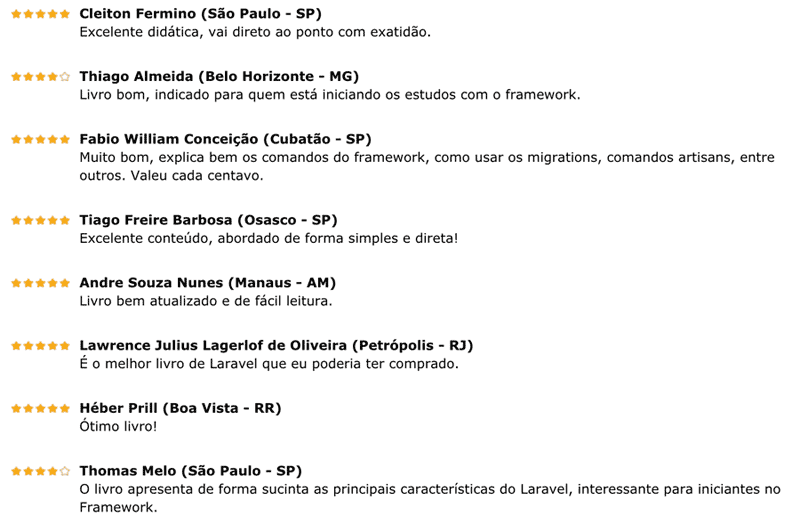 Cleiton Fermino (São Paulo - SP)
Excelente didática, vai direto ao ponto com exatidão.
Thiago Almeida (Belo Horizonte - MG)
Livro bom, indicado para quem está iniciando os estudos com o framework.
Fabio William Conceição (Cubatão - SP)
Muito bom, explica bem os comandos do framework, como usar os migrations, comandos artisans, entre
outros. Valeu cada centavo.
Tiago Freire Barbosa (Osasco - SP)
Excelente conteúdo, abordado de forma simples e direta!
Andre Souza Nunes (Manaus - AM)
Livro bem atualizado e de fácil leitura.
Lawrence Julius Lagerlof de Oliveira (Petrópolis - RJ)
É o melhor livro de Laravel que eu poderia ter comprado.
Héber Prill (Boa Vista - RR)
Ótimo livro!
Thomas Melo (São Paulo - SP)
O livro apresenta de forma sucinta as principais características do Laravel, interessante para iniciantes no
Framework.